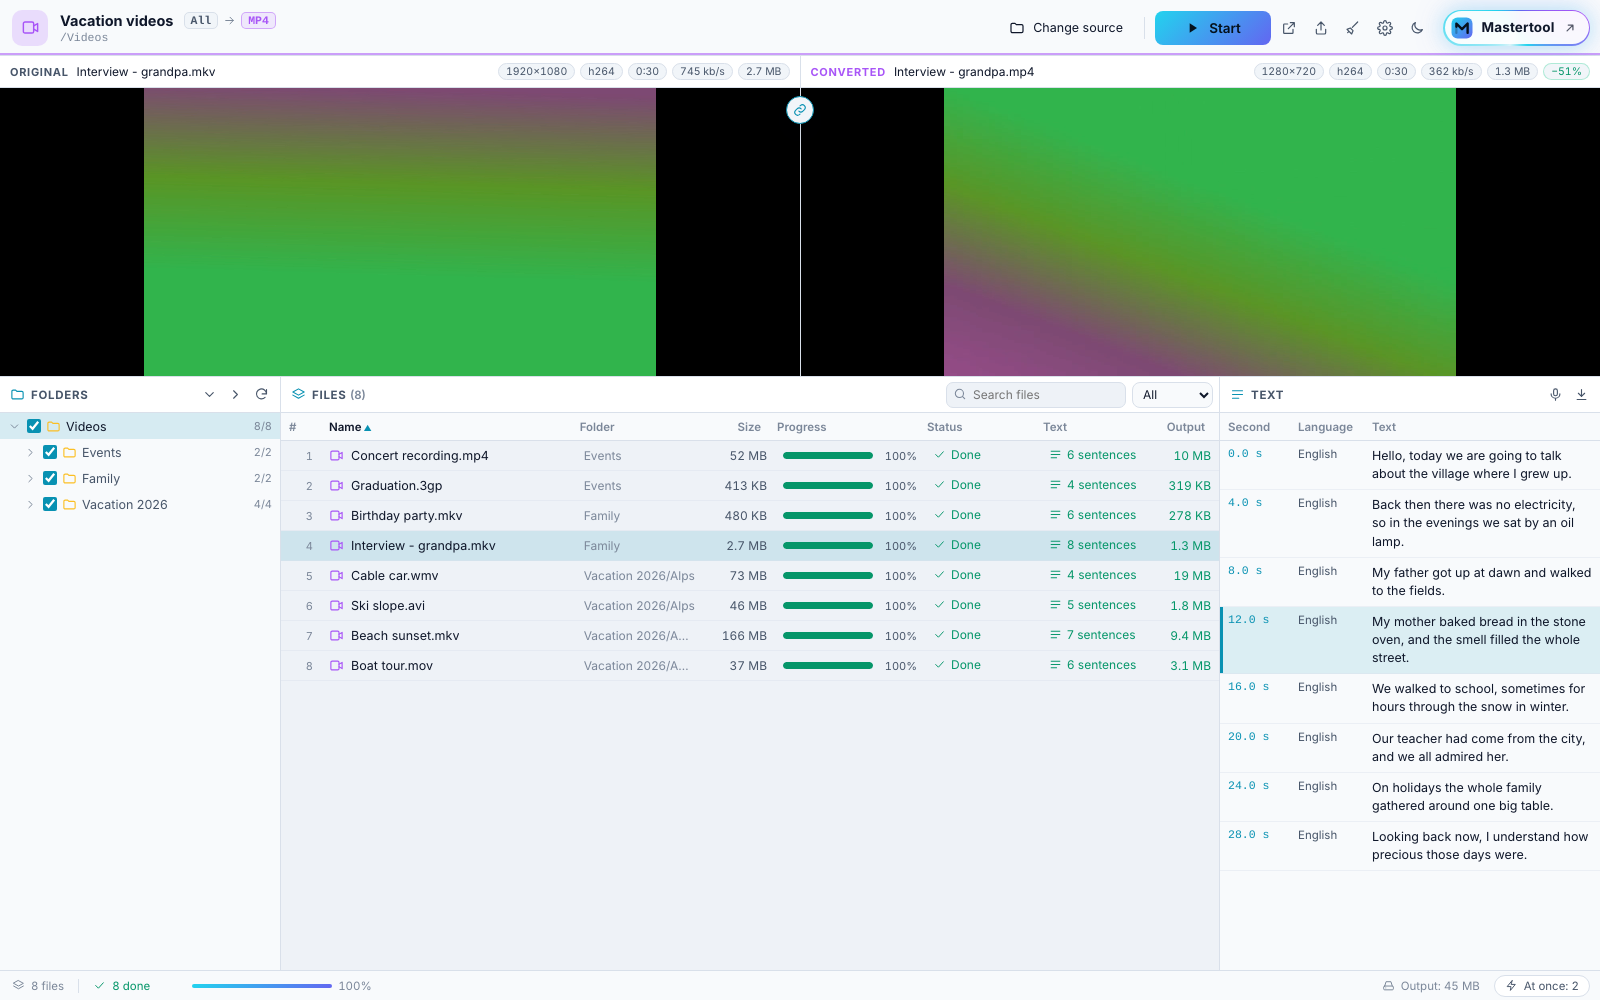 Vacation videos All → MP4
/Videos
Change source
Start
Mastertool
ORIGINAL Interview - grandpa.mkv 1920×1080 h264 0:30 745 kb/s 2.7 MB
CONVERTED Interview - grandpa.mp4 1280×720 h264 0:30 362 kb/s 1.3 MB −51%
FOLDERS
Videos 8/8
Events 2/2
Family 2/2
Vacation 2026 4/4
FILES (8) Search files All
# Name Folder Size Progress Status Text Output
1 Concert recording.mp4 Events 52 MB 100% Done 6 sentences 10 MB
2 Graduation.3gp Events 413 KB 100% Done 4 sentences 319 KB
3 Birthday party.mkv Family 480 KB 100% Done 6 sentences 278 KB
4 Interview - grandpa.mkv Family 2.7 MB 100% Done 8 sentences 1.3 MB
5 Cable car.wmv Vacation 2026/Alps 73 MB 100% Done 4 sentences 19 MB
6 Ski slope.avi Vacation 2026/Alps 46 MB 100% Done 5 sentences 1.8 MB
7 Beach sunset.mkv Vacation 2026/A... 166 MB 100% Done 7 sentences 9.4 MB
8 Boat tour.mov Vacation 2026/A... 37 MB 100% Done 6 sentences 3.1 MB
TEXT
Second Language Text
0.0 s English Hello, today we are going to talk
about the village where I grew up.
4.0 s English Back then there was no electricity,
so in the evenings we sat by an oil
lamp.
8.0 s English My father got up at dawn and walked
to the fields.
12.0 s English My mother baked bread in the stone
oven, and the smell filled the whole
street.
16.0 s English We walked to school, sometimes for
hours through the snow in winter.
20.0 s English Our teacher had come from the city,
and we all admired her.
24.0 s English On holidays the whole family
gathered around one big table.
28.0 s English Looking back now, I understand how
precious those days were.
8 files 8 done 100%
Output: 45 MB At once: 2